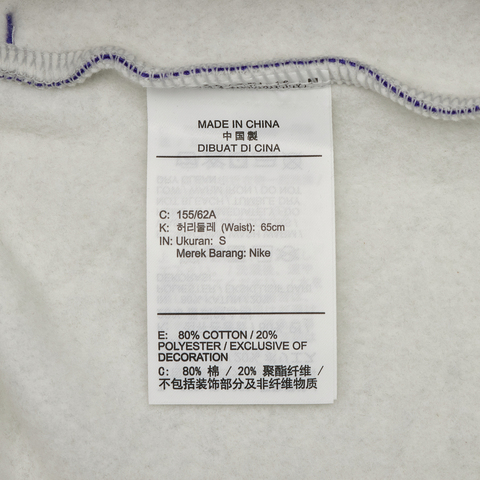 MADE IN CHINA
中国製
DIBUAT DI CINA
C: 155/62A
K: 허리둘레 (Waist): 65cm
IN: Ukuran: S
Merek Barang: Nike
E: 80% COTTON / 20%
POLYESTER / EXCLUSIVE OF
DECORATION
C: 80% 棉 / 20% 聚酯纤维 /
不包括装饰部分及非纤维物质